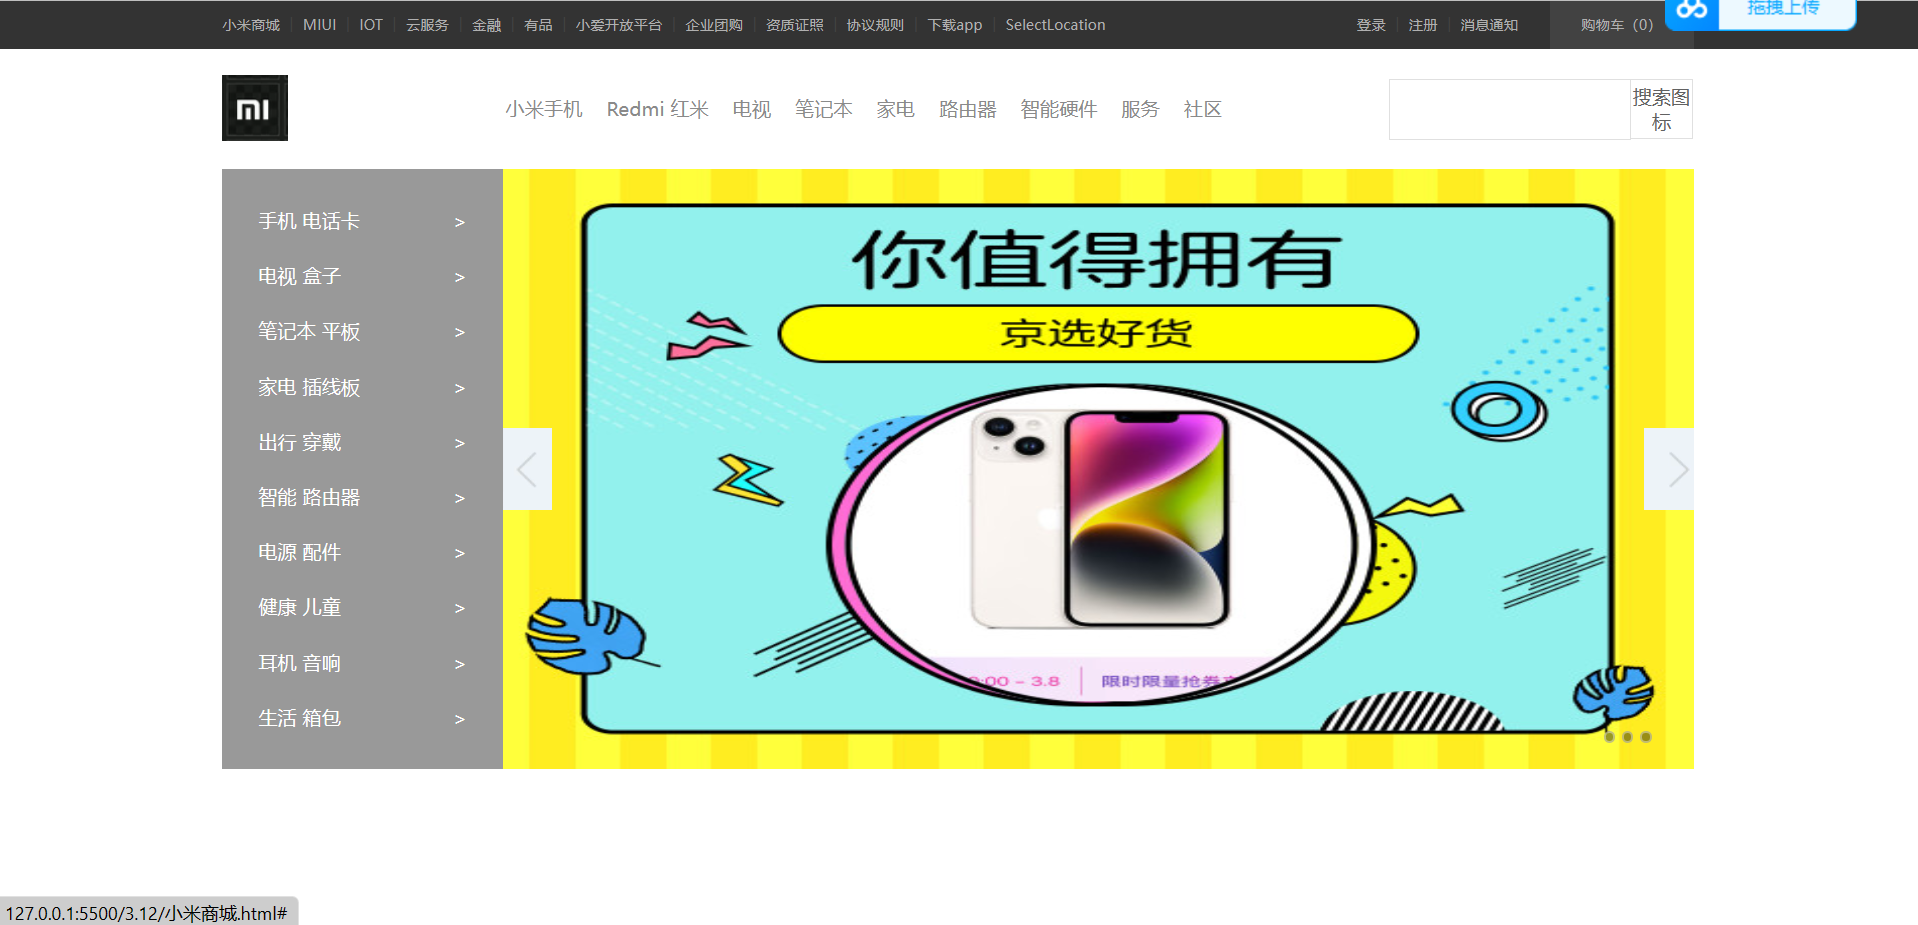 小米商城 MIUI IOT 云服务 金融 有品 小爱开放平台 企业团购 资质证照 协议规则 下载app SelectLocation 登录 注册 消息通知 购物车（0） 拖拽上传
MI 小米手机 Redmi 红米 电视 笔记本 家电 路由器 智能硬件 服务 社区 搜索图
标
手机 电话卡 >
电视 盒子 >
笔记本 平板 >
家电 插线板 >
出行 穿戴 >
智能 路由器 >
电源 配件 >
健康 儿童 >
耳机 音响 >
生活 箱包 >
你值得拥有
京选好货
:00 - 3.8 限时限量抢券
127.0.0.1:5500/3.12/小米商城.html#